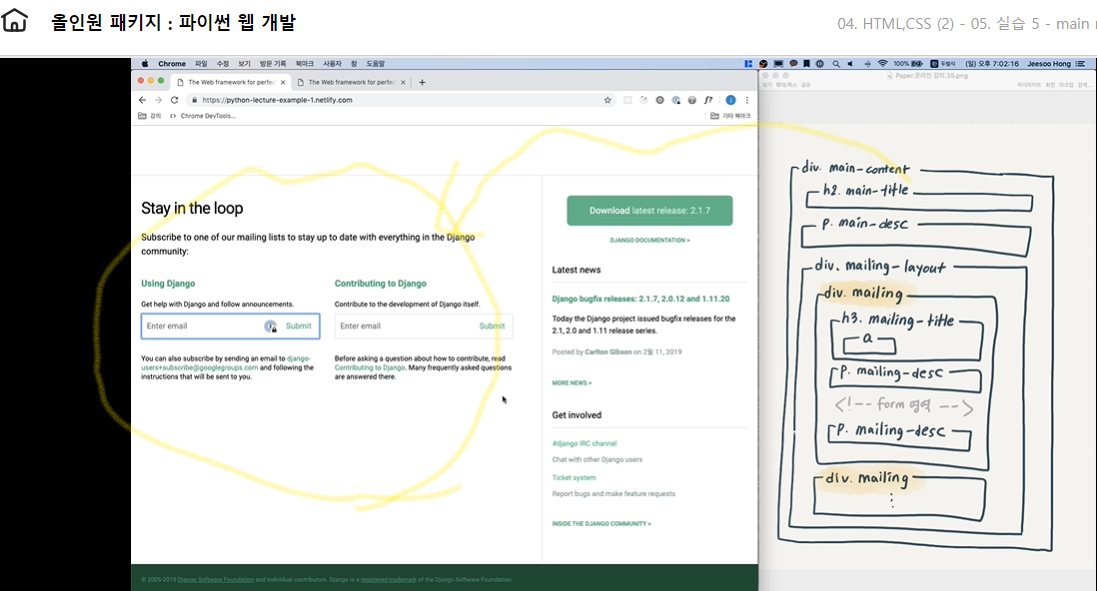 올인원 패키지 : 파이썬 웹 개발
04. HTML,CSS (2) - 05. 실습 5 - main
Chrome 파일 수정 보기 방문 기록 북마크 사용자 창 도움말
100% 두벌식 (일) 오후 7:02:16 Jeesoo Hong
The Web framework for perfec × The Web framework for perfec × +
https://python-lecture-example-1.netlify.com
강의 <> Chrome DevTools...
기타 북마크
Stay in the loop
Subscribe to one of our mailing lists to stay up to date with everything in the Django
community:
Using Django
Get help with Django and follow announcements.
Enter email Submit
You can also subscribe by sending an email to django-
users+subscribe@googlegroups.com and following the
instructions that will be sent to you.
Contributing to Django
Contribute to the development of Django itself.
Enter email Submit
Before asking a question about how to contribute, read
Contributing to Django. Many frequently asked questions
are answered there.
Download latest release: 2.1.7
DJANGO DOCUMENTATION >
Latest news
Django bugfix releases: 2.1.7, 2.0.12 and 1.11.20
Today the Django project issued bugfix releases for the
2.1, 2.0 and 1.11 release series.
Posted by Carlton Gibson on 2월 11, 2019
MORE NEWS >
Get involved
#django IRC channel
Chat with other Django users
Ticket system
Report bugs and make feature requests
INSIDE THE DJANGO COMMUNITY >
© 2005-2019 Django Software Foundation and individual contributors. Django is a registered trademark of the Django Software Foundation.
Paper.온라인 강의.35.png
div. main-content
h2. main-title
p. main-desc
div. mailing-layout
div. mailing
h3. mailing-title
a
p. mailing-desc
<!-- form 영역 -->
p. mailing-desc
div. mailing
⋮